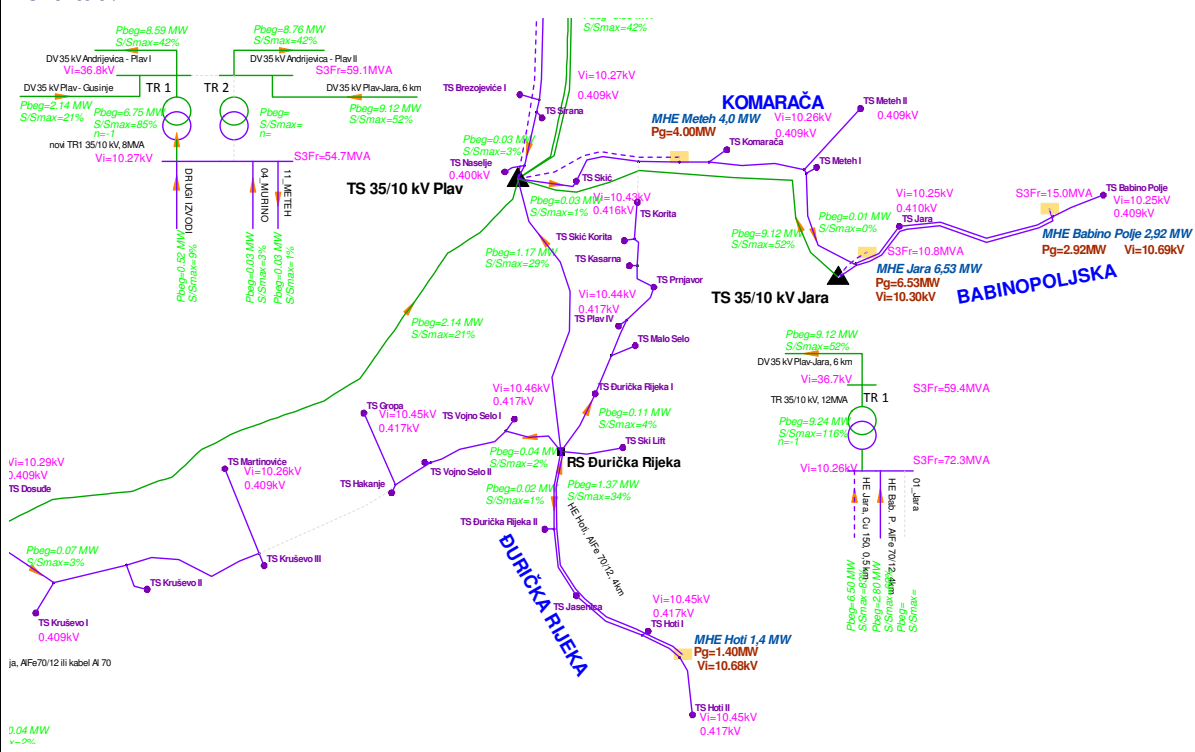 S/Smax=42%
Pbeg=8.59 MW
S/Smax=42%
Pbeg=8.76 MW
S/Smax=42%
DV 35 kV Andrijevica - Plav I
DV 35 kV Andrijevica - Plav II
Vi=36.8kV
S3Fr=59.1MVA
DV 35 kV Plav - Gusinje
TR 1
TR 2
DV 35 kV Plav-Jara, 6 km
Pbeg=2.14 MW
S/Smax=21%
Pbeg=6.75 MW
S/Smax=85%
n=-1
Pbeg=
S/Smax=
n=
Pbeg=9.12 MW
S/Smax=52%
novi TR1 35/10 kV, 8MVA
Vi=10.27kV
S3Fr=54.7MVA
DRUGI IZVODI
04_MURINO
11_METEH
Pbeg=0.52 MW
S/Smax=9%
Pbeg=0.03 MW
S/Smax=3%
Pbeg=0.03 MW
S/Smax=1%
Vi=10.27kV
0.409kV
TS Brezojeviće I
TS Sirana
Pbeg=0.03 MW
S/Smax=3%
TS Naselje
0.400kV
TS 35/10 kV Plav
TS Skić
KOMARAČA
MHE Meteh 4,0 MW
Pg=4.00MW
TS Komarača
Vi=10.26kV
0.409kV
TS Meteh II
0.409kV
TS Meteh I
Pbeg=0.03 MW
S/Smax=1%
Vi=10.43kV
0.416kV
TS Korita
TS Skić Korita
TS Kasarna
TS Prnjavor
Vi=10.44kV
0.417kV
TS Plav IV
TS Malo Selo
Pbeg=1.17 MW
S/Smax=29%
Pbeg=0.01 MW
S/Smax=0%
Pbeg=9.12 MW
S/Smax=52%
Vi=10.25kV
0.410kV
TS Jara
S3Fr=15.0MVA
TS Babino Polje
Vi=10.25kV
0.409kV
MHE Babino Polje 2,92 MW
Pg=2.92MW
Vi=10.69kV
S3Fr=10.8MVA
MHE Jara 6,53 MW
Pg=6.53MW
Vi=10.30kV
TS 35/10 kV Jara
BABINOPOLJSKA
Pbeg=2.14 MW
S/Smax=21%
Pbeg=9.12 MW
S/Smax=52%
DV 35 kV Plav-Jara, 6 km
Vi=36.7kV
S3Fr=59.4MVA
TR 35/10 kV, 12MVA
TR 1
Pbeg=9.24 MW
S/Smax=116%
n=-1
Vi=10.26kV
S3Fr=72.3MVA
HE Jara, Cu 150, 0,5 km
HE Bab. P. AlFe 70/12, 4km
01_Jara
Pbeg=6.50 MW
Pbeg=2.80 MW
Pbeg=
S/Smax=
Vi=10.46kV
0.417kV
TS Đurička Rijeka I
TS Gropa
Vi=10.45kV
0.417kV
TS Vojno Selo I
Pbeg=0.11 MW
S/Smax=4%
TS Ski Lift
Pbeg=0.04 MW
S/Smax=2%
RS Đurička Rijeka
TS Vojno Selo II
TS Hakanje
Pbeg=0.02 MW
S/Smax=1%
Pbeg=1.37 MW
S/Smax=34%
HE Hoti, AlFe 70/12, 4km
TS Đurička Rijeka II
ĐURIČKA RIJEKA
Vi=10.29kV
0.409kV
TS Dosuđe
TS Martinoviće
Vi=10.26kV
0.409kV
Pbeg=0.07 MW
S/Smax=3%
TS Kruševo III
TS Kruševo II
TS Kruševo I
0.409kV
TS Jasenica
Vi=10.45kV
0.417kV
TS Hoti I
MHE Hoti 1,4 MW
Pg=1.40MW
Vi=10.68kV
TS Hoti II
Vi=10.45kV
0.417kV
ja, AlFe70/12 ili kabel Al 70
0.04 MW
x=2%